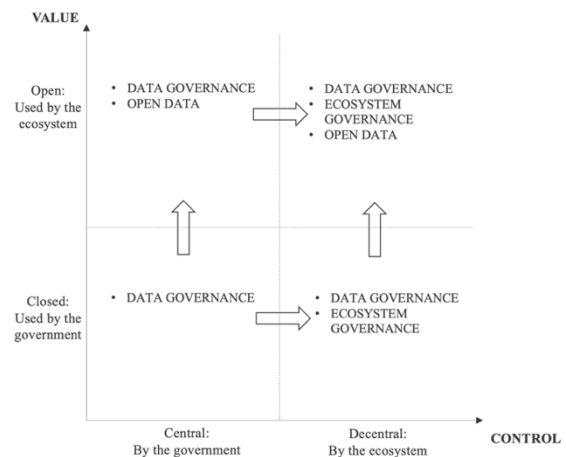 VALUE
Open:
Used by the
ecosystem
• DATA GOVERNANCE
• OPEN DATA
• DATA GOVERNANCE
• ECOSYSTEM
GOVERNANCE
• OPEN DATA
Closed:
Used by the
government
• DATA GOVERNANCE
• DATA GOVERNANCE
• ECOSYSTEM
GOVERNANCE
Central:
By the government
Decentral:
By the ecosystem
CONTROL